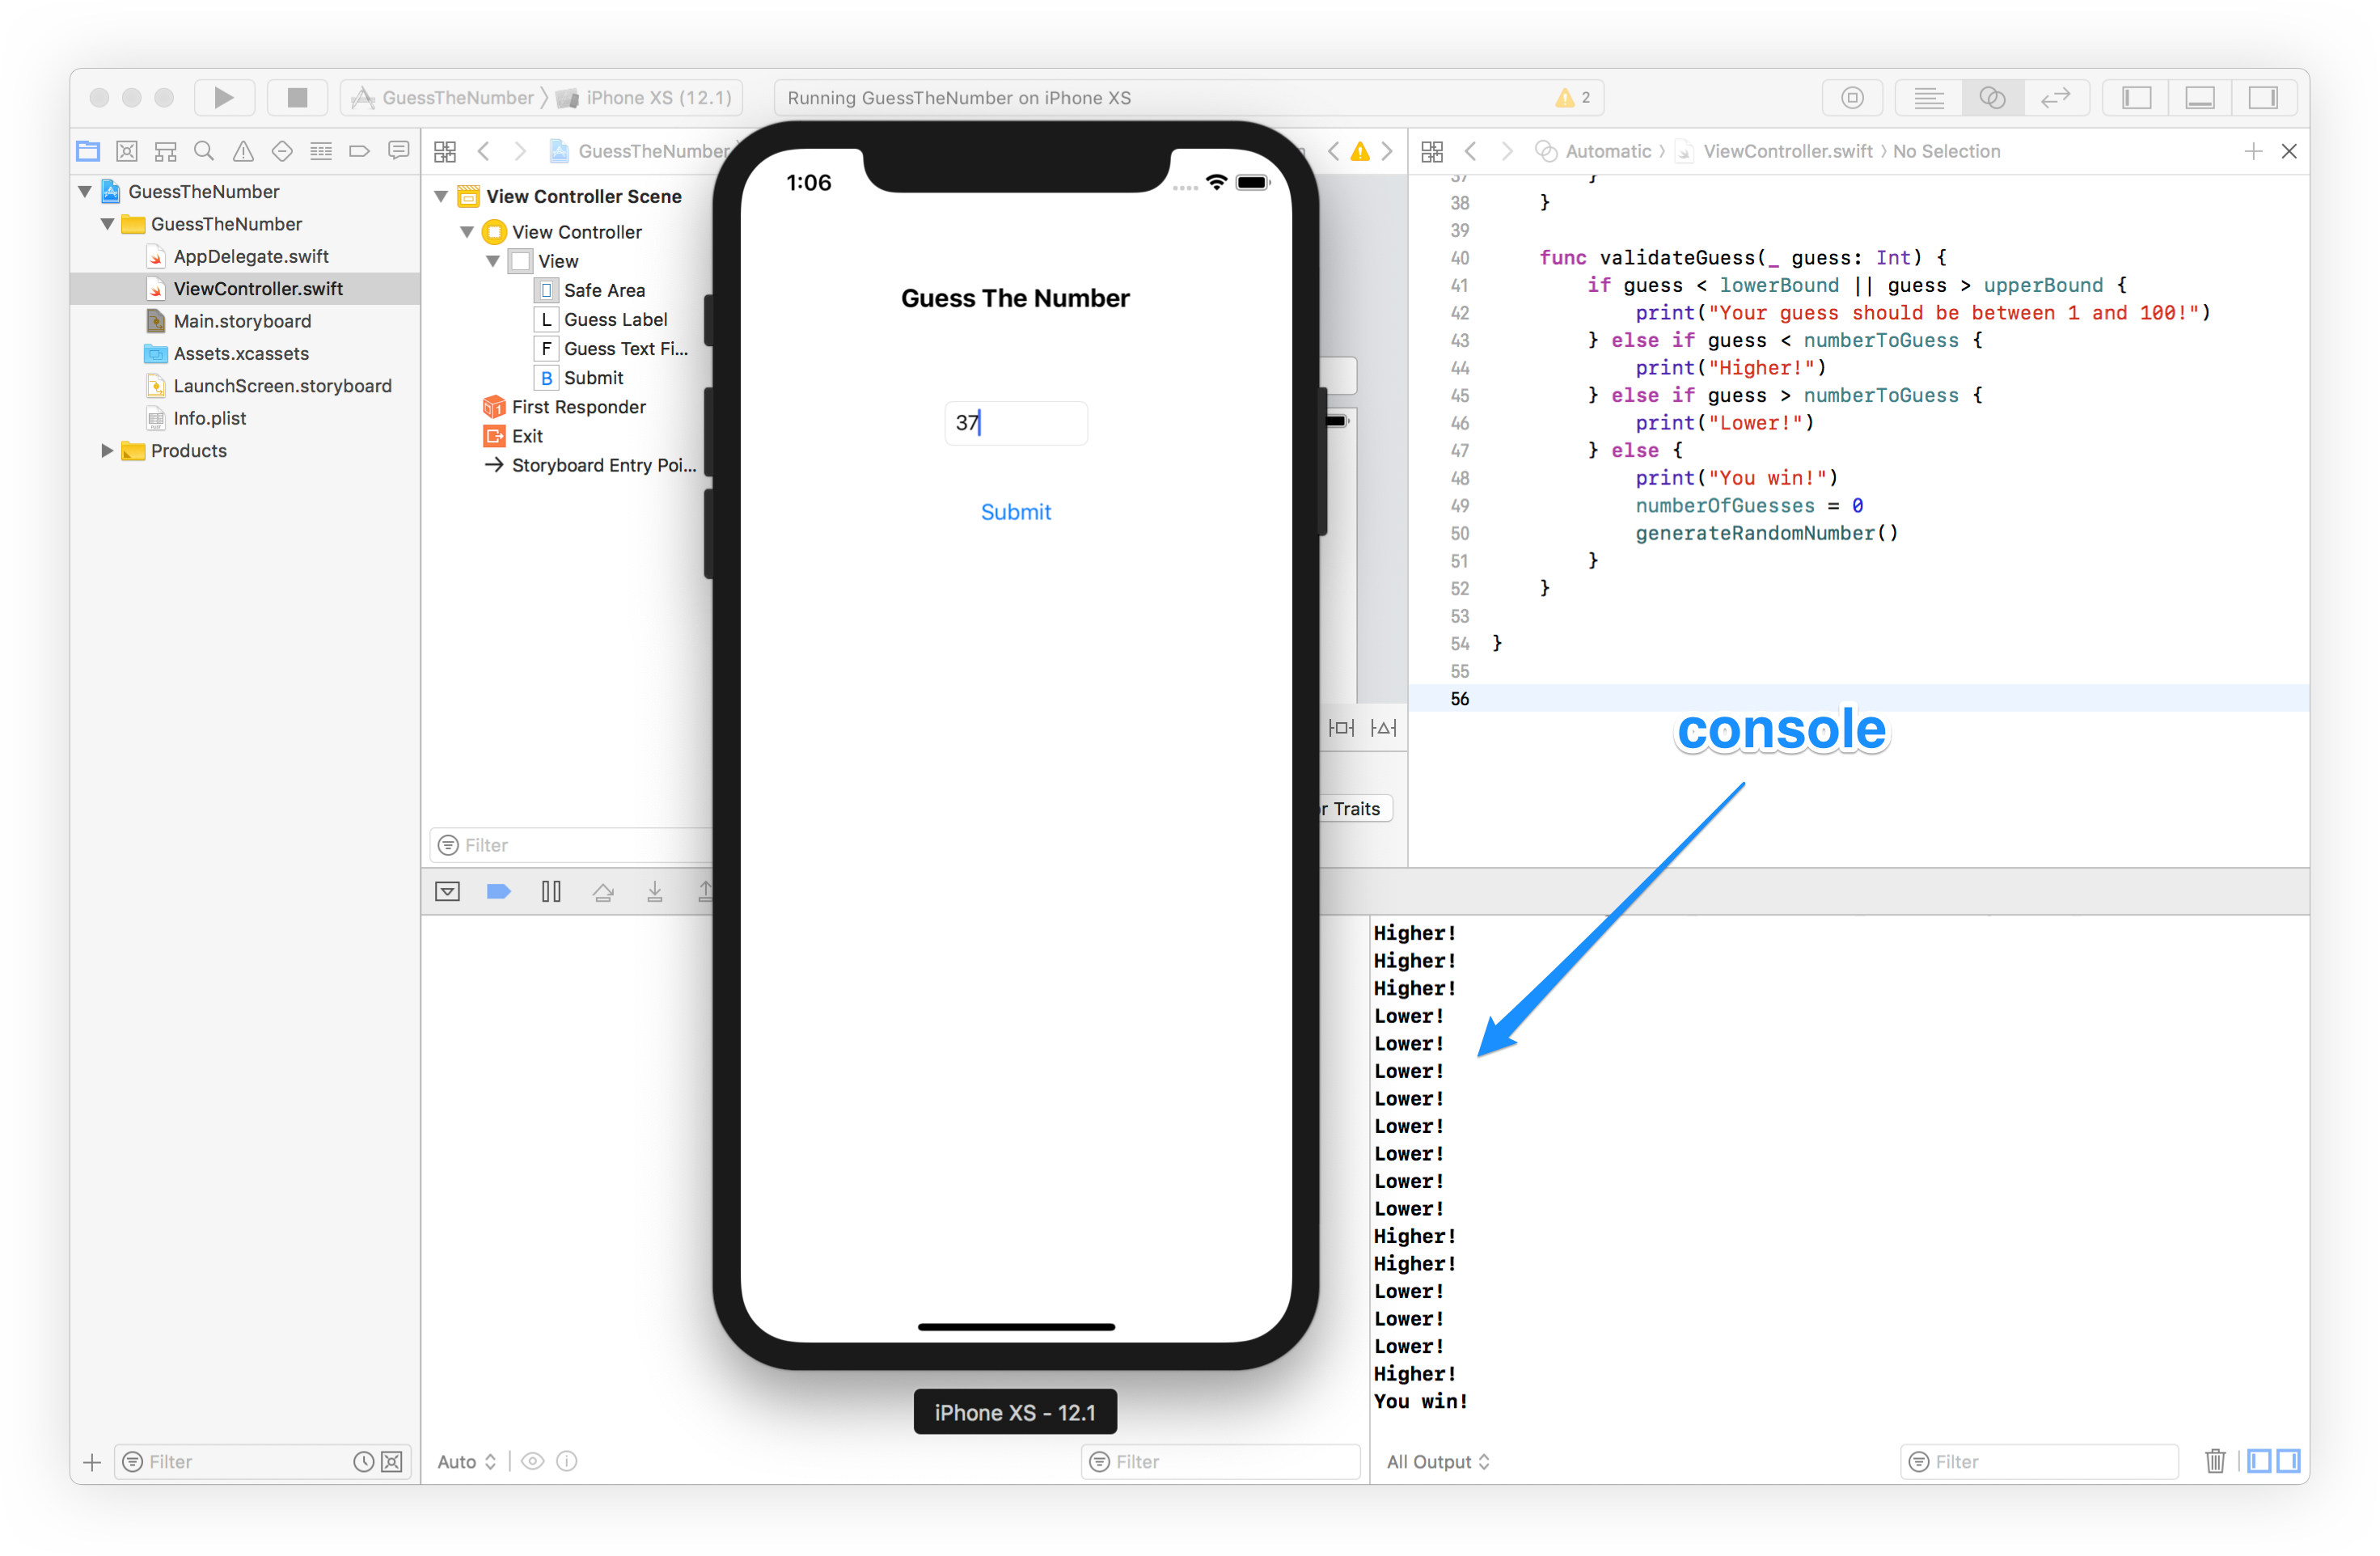 GuessTheNumber 〉 iPhone XS (12.1)
Running GuessTheNumber on iPhone XS
2
GuessTheNumber
GuessTheNumber
AppDelegate.swift
ViewController.swift
Main.storyboard
Assets.xcassets
LaunchScreen.storyboard
Info.plist
Products
Filter
GuessTheNumber
View Controller Scene
View Controller
View
Safe Area
L Guess Label
F Guess Text Fi...
B Submit
First Responder
Exit
Storyboard Entry Poi...
Filter
1:06
Guess The Number
37
Submit
iPhone XS - 12.1
Traits
Automatic 〉 ViewController.swift 〉 No Selection
37 }
38 }
39
40 func validateGuess(_ guess: Int) {
41 if guess < lowerBound || guess > upperBound {
42 print("Your guess should be between 1 and 100!")
43 } else if guess < numberToGuess {
44 print("Higher!")
45 } else if guess > numberToGuess {
46 print("Lower!")
47 } else {
48 print("You win!")
49 numberOfGuesses = 0
50 generateRandomNumber()
51 }
52 }
53
54 }
55
56
console
Higher!
Higher!
Higher!
Lower!
Lower!
Lower!
Lower!
Lower!
Lower!
Lower!
Lower!
Higher!
Higher!
Lower!
Lower!
Lower!
Higher!
You win!
Auto
Filter
All Output
Filter